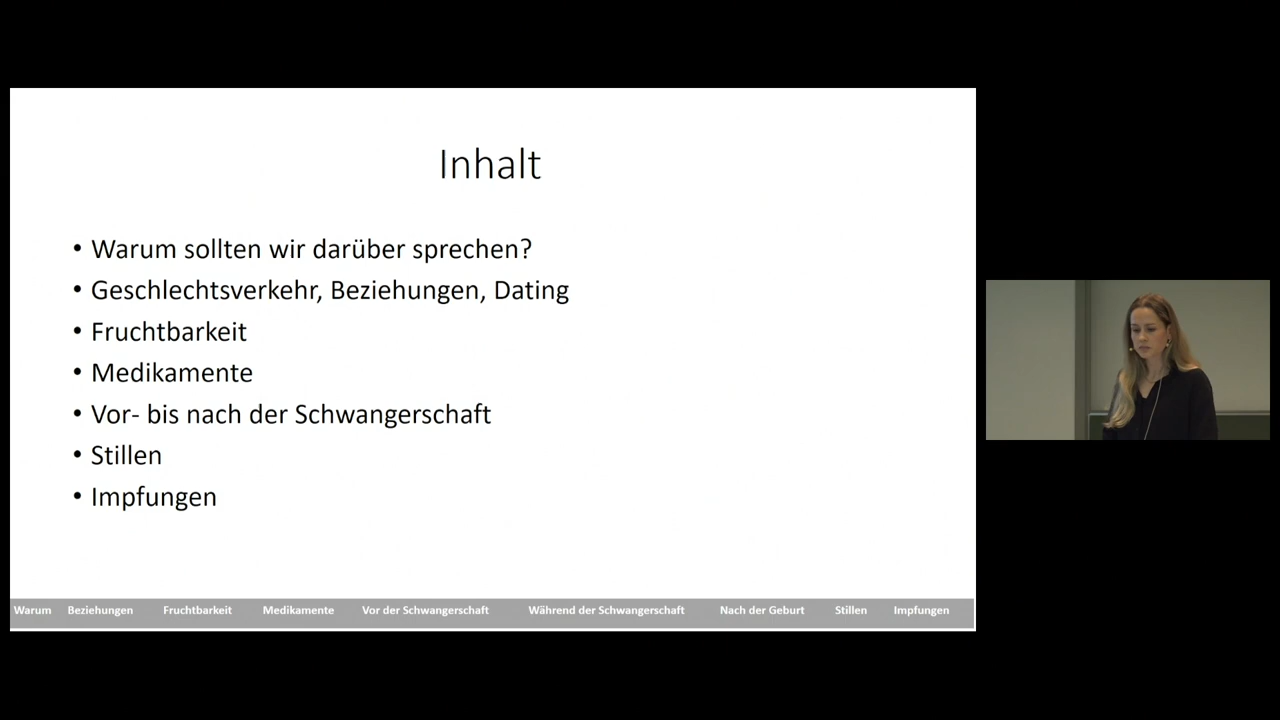 Inhalt
• Warum sollten wir darüber sprechen?
• Geschlechtsverkehr, Beziehungen, Dating
• Fruchtbarkeit
• Medikamente
• Vor- bis nach der Schwangerschaft
• Stillen
• Impfungen
Warum Beziehungen Fruchtbarkeit Medikamente Vor der Schwangerschaft Während der Schwangerschaft Nach der Geburt Stillen Impfungen